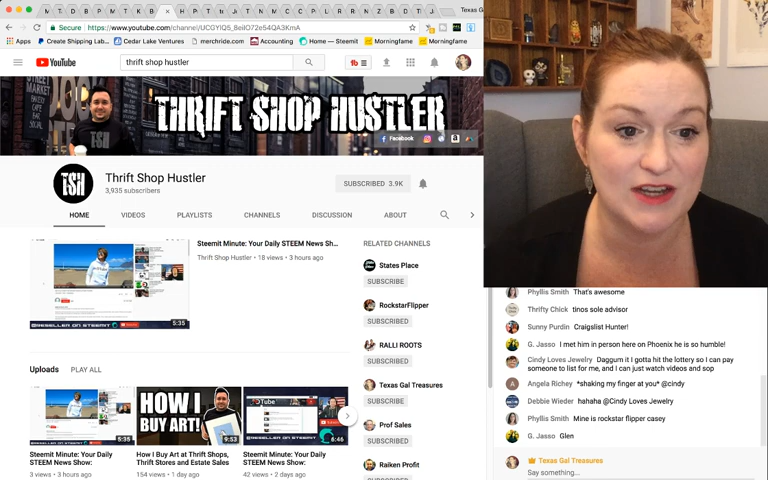 M T D B M T K B × H P T tı J T N M C C P L R R N X B O T J Texas G
Secure https://www.youtube.com/channel/UCGYIQ5_8eiIO72e54QA3KmA
Apps Create Shipping Lab... Cedar Lake Ventures merchride.com Accounting Home — Steemit Morningfame Morningfame
YouTube thrift shop hustler
THRIFT SHOP HUSTLER
TSH
Facebook
TSH
Thrift Shop Hustler
3,935 subscribers
SUBSCRIBED 3.9K
HOME VIDEOS PLAYLISTS CHANNELS DISCUSSION ABOUT
Steemit Minute: Your Daily STEEM News Sh...
Thrift Shop Hustler • 18 views • 3 hours ago
5:35
RELATED CHANNELS
States Place
SUBSCRIBE
RockstarFlipper
SUBSCRIBED
RALLI ROOTS
SUBSCRIBED
Texas Gal Treasures
SUBSCRIBE
Prof Sales
SUBSCRIBED
Raiken Profit
SUBSCRIBED
Uploads PLAY ALL
5:35
HOW I
BUY ART!
9:53
6:46
Steemit Minute: Your Daily
STEEM News Show:
3 views • 3 hours ago
How I Buy Art at Thrift Shops,
Thrift Stores and Estate Sales
154 views • 1 day ago
Steemit Minute: Your Daily
STEEM News Show:
42 views • 2 days ago
Phyllis Smith That's awesome
Thrifty Chick tinos sole advisor
Sunny Purdin Craigslist Hunter!
G. Jasso I met him in person here on Phoenix he is so humble!
Cindy Loves Jewelry Daggum it I gotta hit the lottery so I can pay
someone to list for me, and I can just watch videos and sop
Angela Richey *shaking my finger at you* @cindy
Debbie Wieder hahaha @Cindy Loves Jewelry
Phyllis Smith Mine is rockstar flipper casey
G. Jasso Glen
Texas Gal Treasures
Say something...